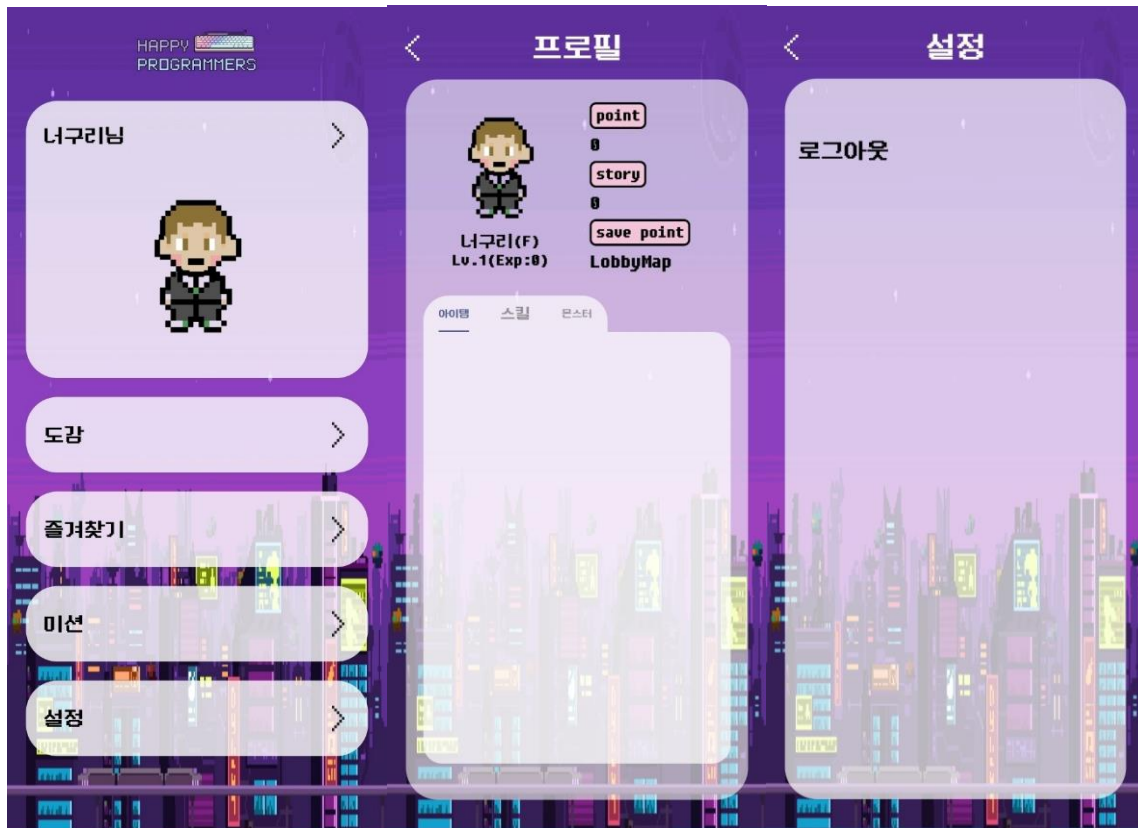 HAPPY
PROGRAMMERS
너구리님
도감
즐겨찾기
미션
설정
프로필
point
0
story
0
save point
LobbyMap
너구리(F)
Lv.1(Exp:0)
아이템 스킬 몬스터
설정
로그아웃